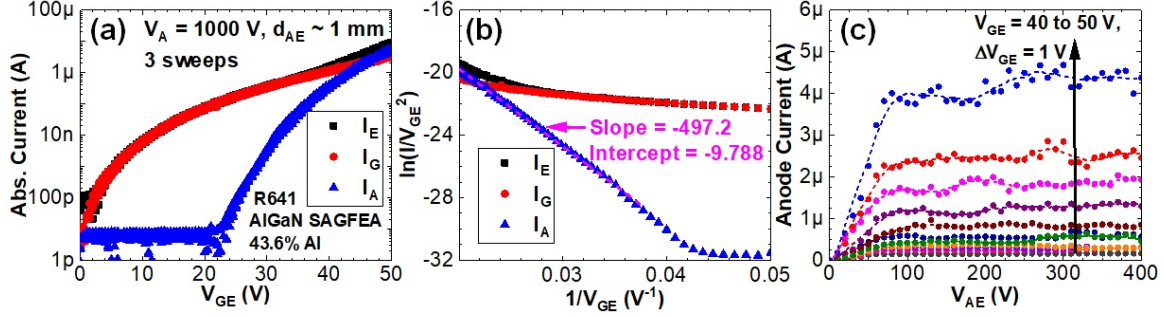 (a)
V_A = 1000 V, d_AE ~ 1 mm
3 sweeps
I_E
I_G
I_A
R641
AlGaN SAGFEA
43.6% Al
Abs. Current (A)
100µ
1µ
10n
100p
1p
0 10 20 30 40 50
V_GE (V)
(b)
Slope = -497.2
Intercept = -9.788
I_E
I_G
I_A
ln(I/V_GE²)
-16
-20
-24
-28
-32
0.03 0.04 0.05
1/V_GE (V⁻¹)
(c)
V_GE = 40 to 50 V,
ΔV_GE = 1 V
Anode Current (A)
6µ
5µ
4µ
3µ
2µ
1µ
0
0 100 200 300 400
V_AE (V)